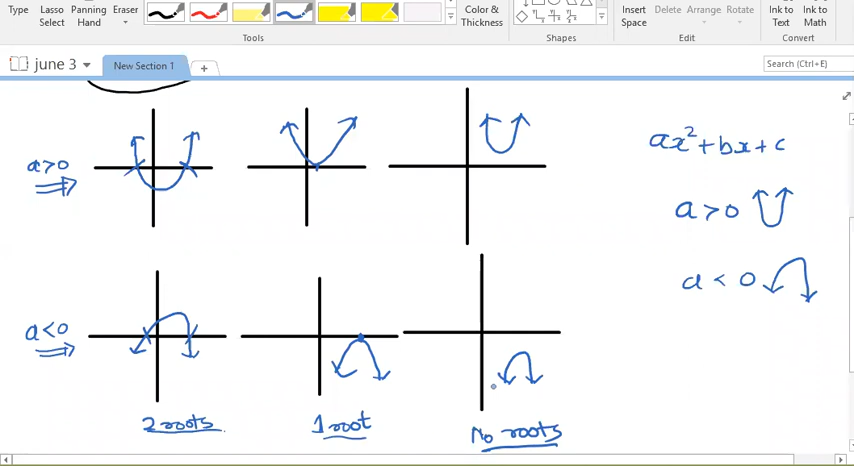 Type
Lasso Select
Panning Hand
Eraser
Color & Thickness
Insert Space
Delete
Arrange
Rotate
Ink to Text
Ink to Math
Tools
Shapes
Edit
Convert
june 3
New Section 1
Search (Ctrl+E)
a>0
ax²+bx+c
a > 0
a < 0
a<0
2 roots
1 root
No roots